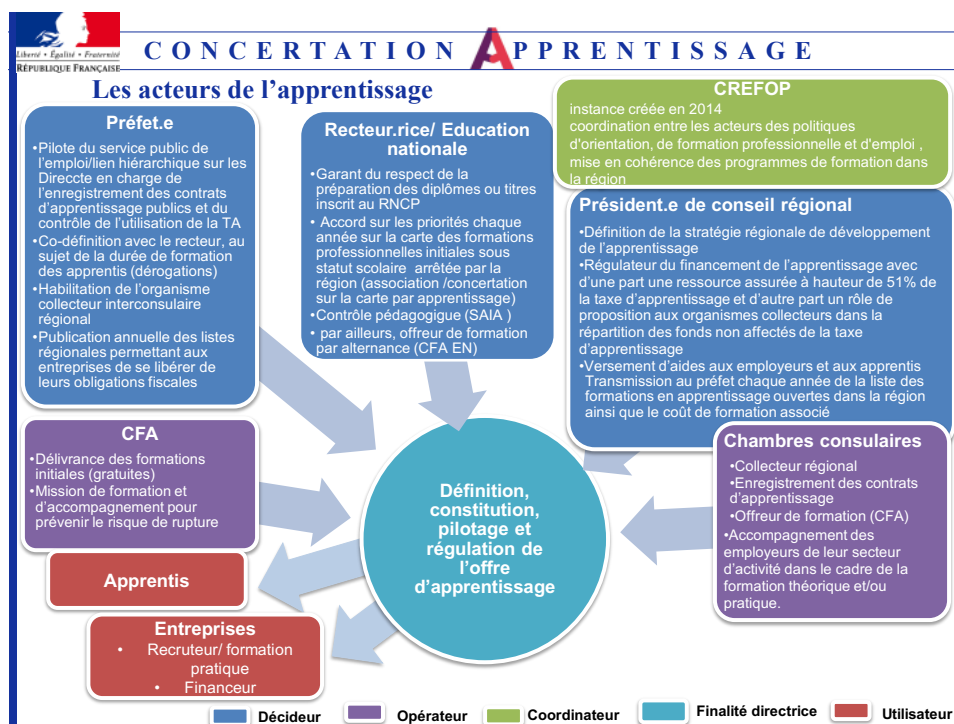 Liberté • Égalité • Fraternité
RÉPUBLIQUE FRANÇAISE
CONCERTATION APPRENTISSAGE
Les acteurs de l'apprentissage
Préfet.e
•Pilote du service public de
l'emploi/lien hiérarchique sur les
Direccte en charge de
l'enregistrement des contrats
d'apprentissage publics et du
contrôle de l'utilisation de la TA
•Co-définition avec le recteur, au
sujet de la durée de formation
des apprentis (dérogations)
•Habilitation de l'organisme
collecteur interconsulaire
régional
•Publication annuelle des listes
régionales permettant aux
entreprises de se libérer de
leurs obligations fiscales
Recteur.rice/ Education
nationale
•Garant du respect de la
préparation des diplômes ou titres
inscrit au RNCP
• Accord sur les priorités chaque
année sur la carte des formations
professionnelles initiales sous
statut scolaire arrêtée par la
région (association /concertation
sur la carte par apprentissage)
•Contrôle pédagogique (SAIA )
• par ailleurs, offreur de formation
par alternance (CFA EN)
CREFOP
instance créée en 2014
coordination entre les acteurs des politiques
d'orientation, de formation professionnelle et d'emploi ,
mise en cohérence des programmes de formation dans
la région
Président.e de conseil régional
•Définition de la stratégie régionale de développement
de l'apprentissage
•Régulateur du financement de l'apprentissage avec
d'une part une ressource assurée à hauteur de 51% de
la taxe d'apprentissage et d'autre part un rôle de
proposition aux organismes collecteurs dans la
répartition des fonds non affectés de la taxe
d'apprentissage
•Versement d'aides aux employeurs et aux apprentis
Transmission au préfet chaque année de la liste des
formations en apprentissage ouvertes dans la région
ainsi que le coût de formation associé
CFA
•Délivrance des formations
initiales (gratuites)
•Mission de formation et
d'accompagnement pour
prévenir le risque de rupture
Définition,
constitution,
pilotage et
régulation de
l'offre
d'apprentissage
Chambres consulaires
•Collecteur régional
•Enregistrement des contrats
d'apprentissage
•Offreur de formation (CFA)
•Accompagnement des
employeurs de leur secteur
d'activité dans le cadre de la
formation théorique et/ou
pratique.
Apprentis
Entreprises
• Recruteur/ formation
pratique
• Financeur
Décideur
Opérateur
Coordinateur
Finalité directrice
Utilisateur